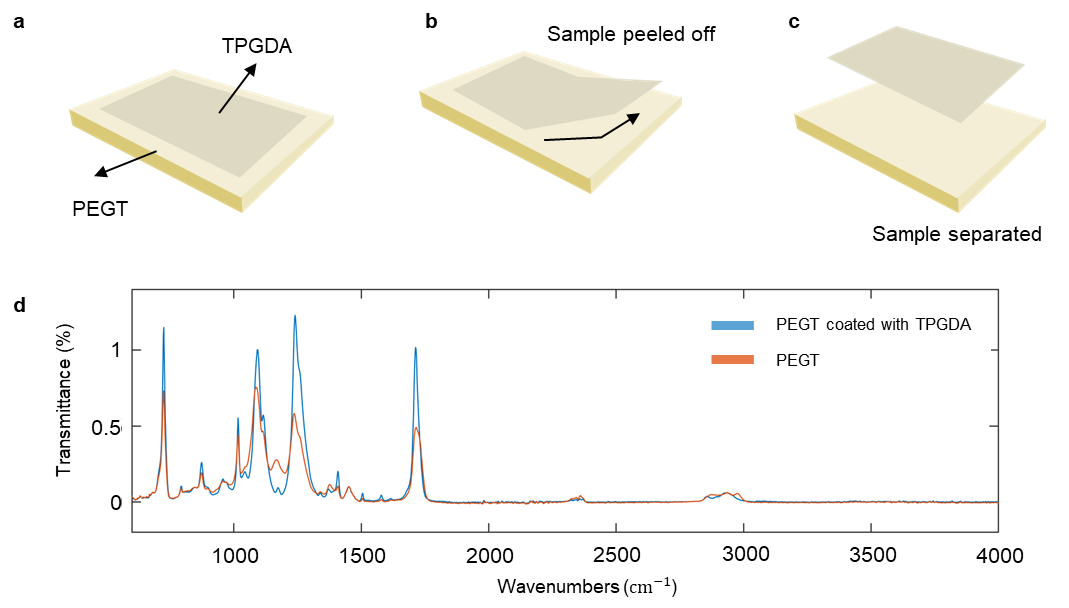 a
b
c
TPGDA
PEGT
Sample peeled off
Sample separated
d
Transmittance (%)
1
0.5
0
PEGT coated with TPGDA
PEGT
1000 1500 2000 2500 3000 3500 4000
Wavenumbers (cm⁻¹)